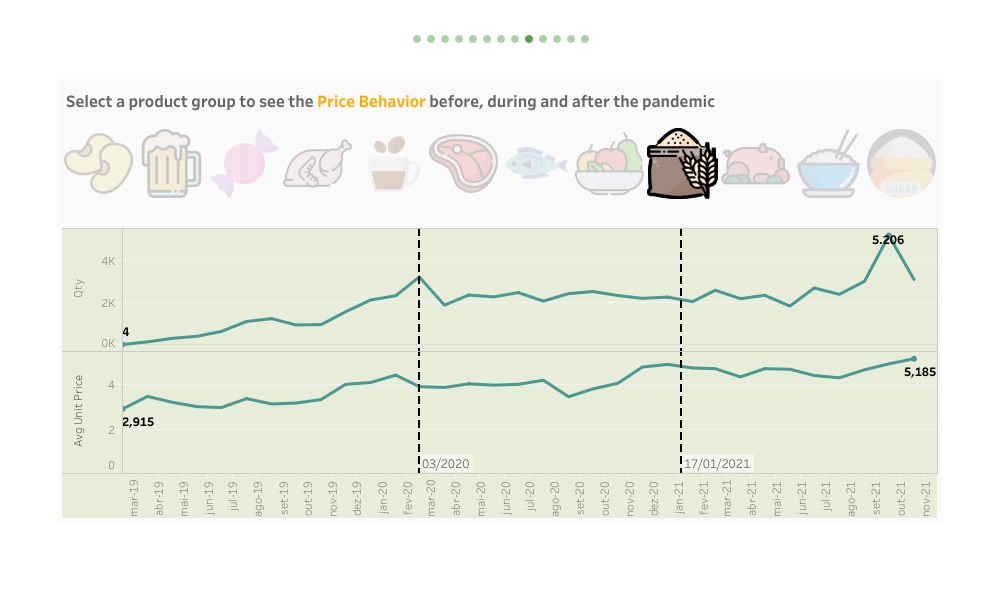 Select a product group to see the Price Behavior before, during and after the pandemic
SUGAR
Qty
4K
2K
0K
4
5.206
Avg Unit Price
4
2
0
2,915
5,185
03/2020
17/01/2021
mar-19
abr-19
mai-19
jun-19
jul-19
ago-19
set-19
out-19
nov-19
dez-19
jan-20
fev-20
mar-20
abr-20
mai-20
jun-20
jul-20
ago-20
set-20
out-20
nov-20
dez-20
jan-21
fev-21
mar-21
abr-21
mai-21
jun-21
jul-21
ago-21
set-21
out-21
nov-21